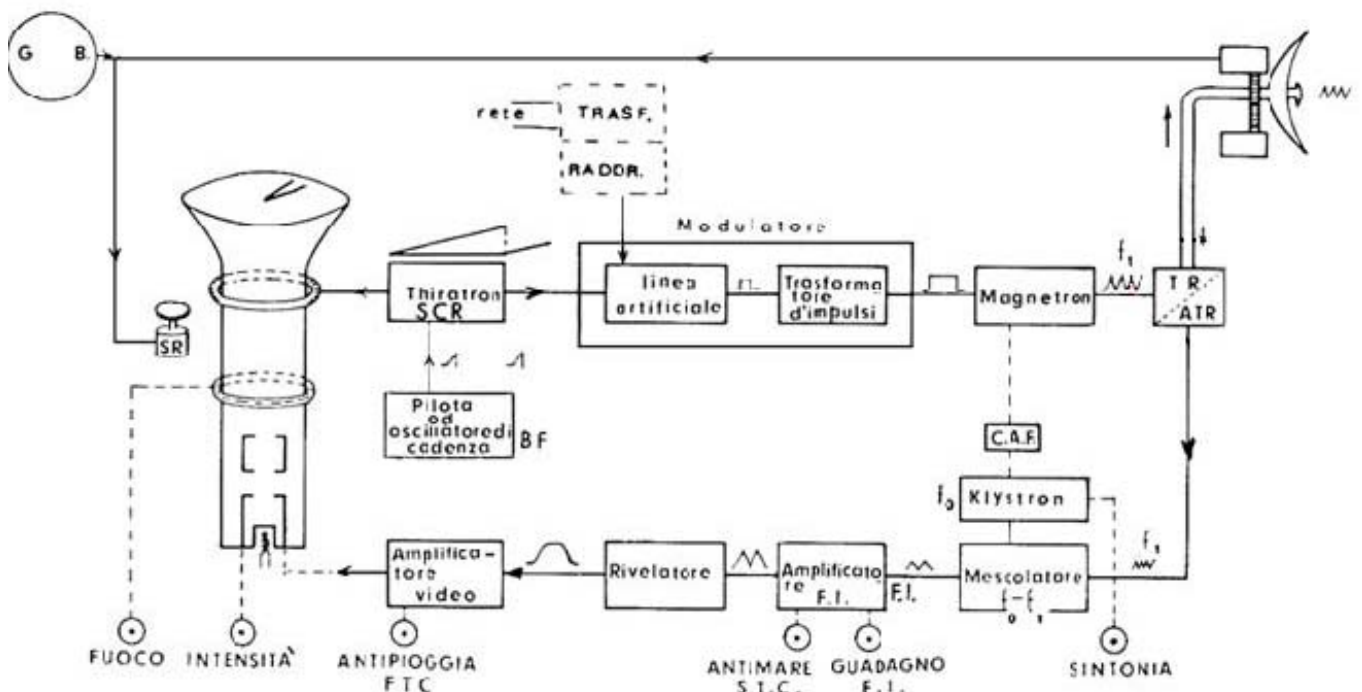 G B.
rete
TRASF.
RADDR.
Modulatore
Thiratron
SCR
linea
artificiale
Trasforma
tore
d'impulsi
Magnetron
f₁
T R
ATR
SR
Pilota
od
oscillatore di
cadenza
BF
C.A.F.
f₀
Klystron
Amplifica-
tore
video
Rivelatore
Amplificato
re
F.I.
F.I.
Mescolatore
f₀-f₁
f₁
FUOCO
INTENSITÀ
ANTIPIOGGIA
FTC
ANTIMARE
S.T.C.
GUADAGNO
F.I.
SINTONIA